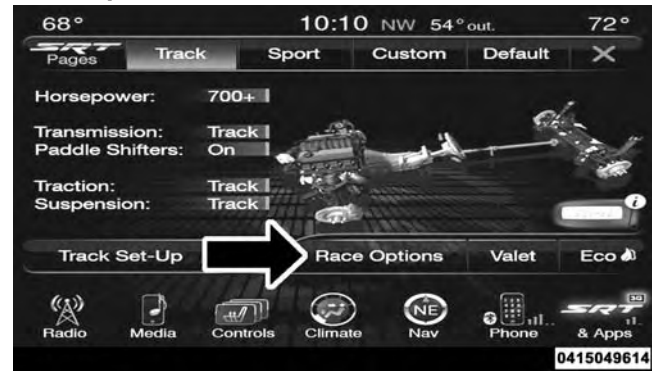 68° 10:10 NW 54° out. 72°
SRT Pages Track Sport Custom Default X
Horsepower: 700+
Transmission: Track
Paddle Shifters: On
Traction: Track
Suspension: Track
i
Track Set-Up Race Options Valet Eco
NE
3G
SRT
Radio Media Controls Climate Nav Phone & Apps
0415049614